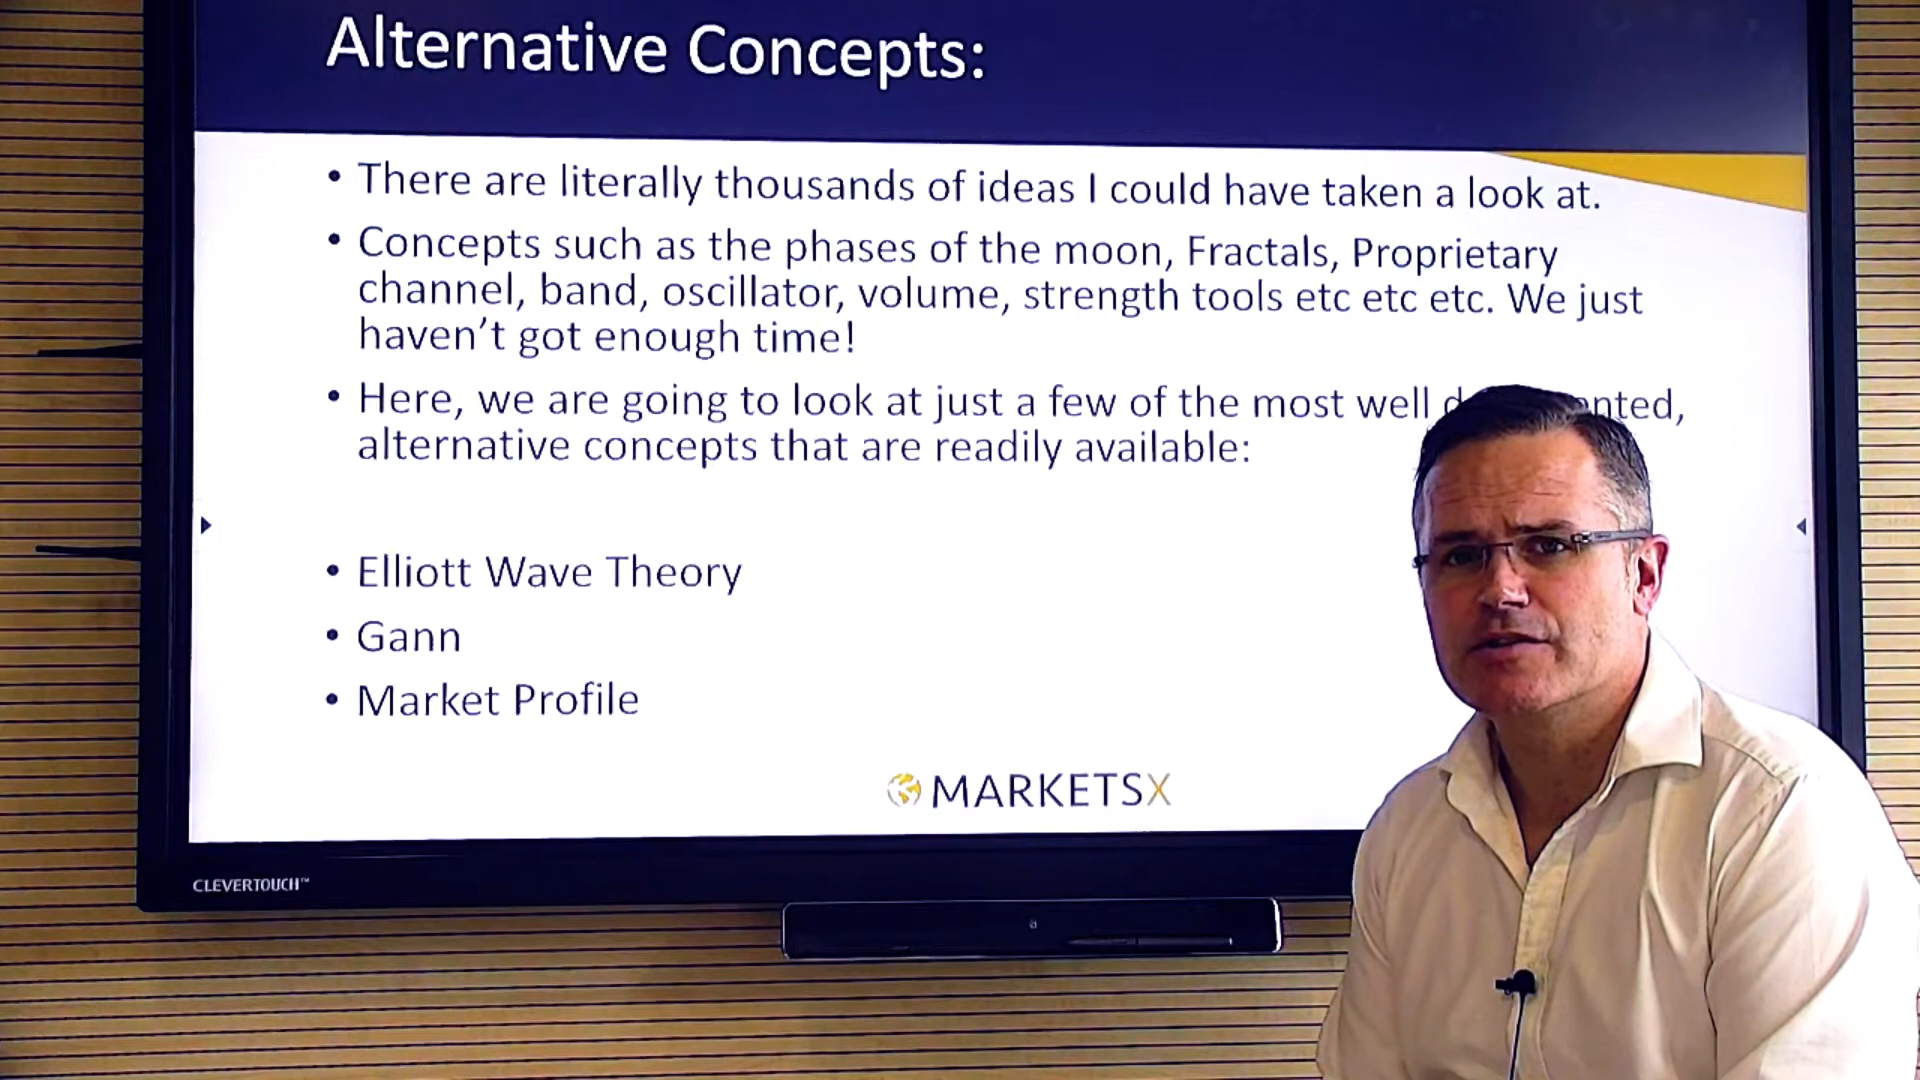 Alternative Concepts:
• There are literally thousands of ideas I could have taken a look at.
• Concepts such as the phases of the moon, Fractals, Proprietary
channel, band, oscillator, volume, strength tools etc etc etc. We just
haven't got enough time!
• Here, we are going to look at just a few of the most well
alternative concepts that are readily available:
• Elliott Wave Theory
• Gann
• Market Profile
MARKETSX
CLEVERTOUCH™